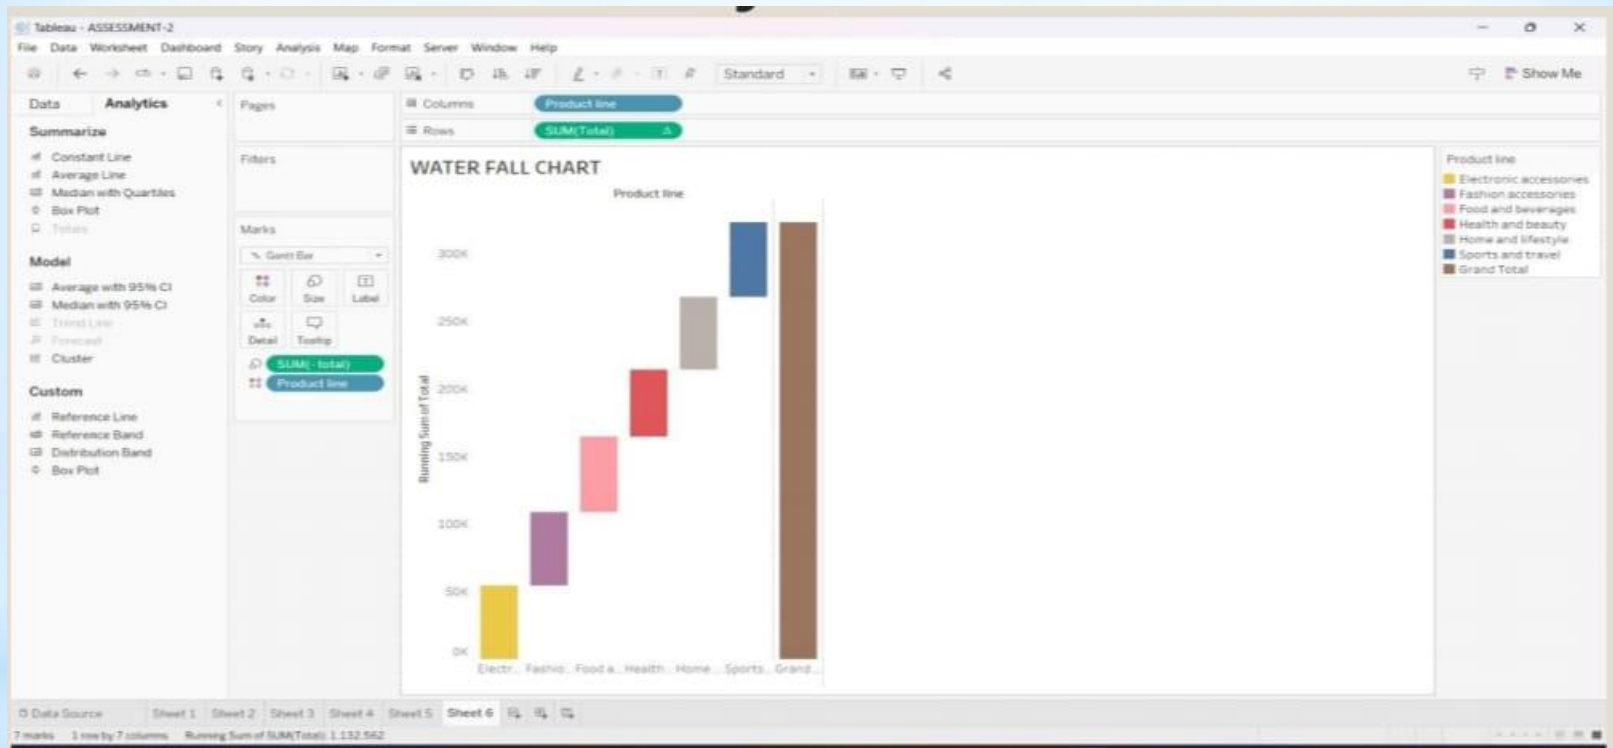 Tableau - ASSESSMENT-2
File Data Worksheet Dashboard Story Analysis Map Format Server Window Help
Standard
Show Me
Data Analytics
Pages
Columns Product line
Rows SUM(Total)
Summarize
Constant Line
Average Line
Median with Quartiles
Box Plot
Totals
Model
Average with 95% CI
Median with 95% CI
Trend Line
Forecast
Cluster
Custom
Reference Line
Reference Band
Distribution Band
Box Plot
Filters
Marks
Gantt Bar
Color Size Label
Detail Tooltip
SUM(- total)
Product line
WATER FALL CHART
Product line
300K
250K
200K
150K
100K
50K
0K
Running Sum of Total
Electr.. Fashio.. Food a.. Health.. Home .. Sports.. Grand ..
Product line
Electronic accessories
Fashion accessories
Food and beverages
Health and beauty
Home and lifestyle
Sports and travel
Grand Total
Data Source Sheet 1 Sheet 2 Sheet 3 Sheet 4 Sheet 5 Sheet 6
7 marks 1 row by 7 columns Running Sum of SUM(Total): 1,132,562